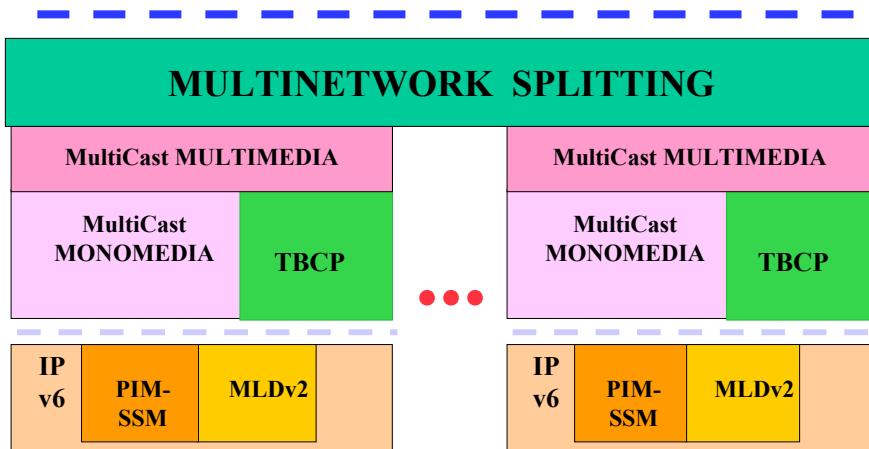 MULTINETWORK SPLITTING
MultiCast MULTIMEDIA
MultiCast
MONOMEDIA
TBCP
IP
v6
PIM-
SSM
MLDv2
MultiCast MULTIMEDIA
MultiCast
MONOMEDIA
TBCP
IP
v6
PIM-
SSM
MLDv2